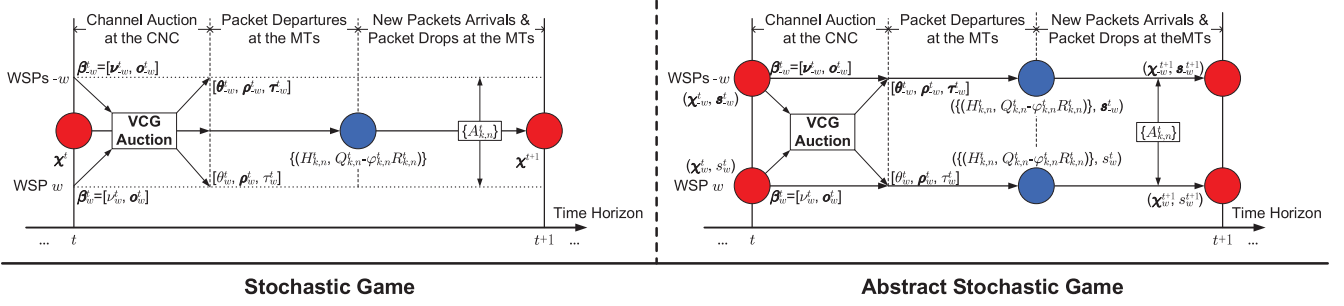 Channel Auction
at the CNC
Packet Departures
at the MTs
New Packets Arrivals &
Packet Drops at the MTs
WSPs -w
β^t_{-w}=[ν^t_{-w}, o^t_{-w}]
[θ^t_{-w}, ρ^t_{-w}, τ^t_{-w}]
VCG
Auction
{A^t_{k,n}}
χ^t
{(H^t_{k,n}, Q^t_{k,n}-φ^t_{k,n}R^t_{k,n})}
χ^{t+1}
WSP w
[θ^t_w, ρ^t_w, τ^t_w]
β^t_w=[ν^t_w, o^t_w]
Time Horizon
... t t+1 ...
Stochastic Game
Channel Auction
at the CNC
Packet Departures
at the MTs
New Packets Arrivals &
Packet Drops at theMTs
WSPs -w
β^t_{-w}=[ν^t_{-w}, o^t_{-w}]
(χ^{t+1}_{-w}, s^{t+1}_{-w})
[θ^t_{-w}, ρ^t_{-w}, τ^t_{-w}]
(χ^t_{-w}, s^t_{-w})
({(H^t_{k,n}, Q^t_{k,n}-φ^t_{k,n}R^t_{k,n})}, s^t_{-w})
VCG
Auction
{A^t_{k,n}}
({(H^t_{k,n}, Q^t_{k,n}-φ^t_{k,n}R^t_{k,n})}, s^t_w)
(χ^t_w, s^t_w)
[θ^t_w, ρ^t_w, τ^t_w]
WSP w
β^t_w=[ν^t_w, o^t_w]
(χ^{t+1}_w, s^{t+1}_w)
Time Horizon
... t t+1 ...
Abstract Stochastic Game